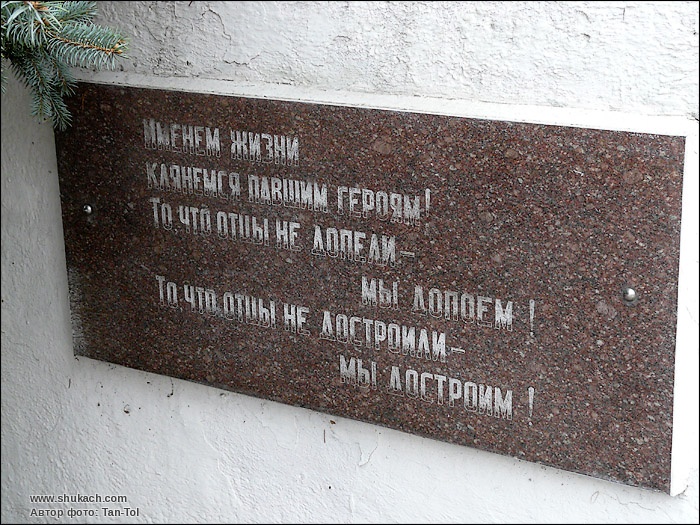 Именем жизни
клянемся павшим героям!
То, что отцы не допели –
мы допоем!
То, что отцы не достроили –
мы достроим!
www.shukach.com
Автор фото: Tan-Tol